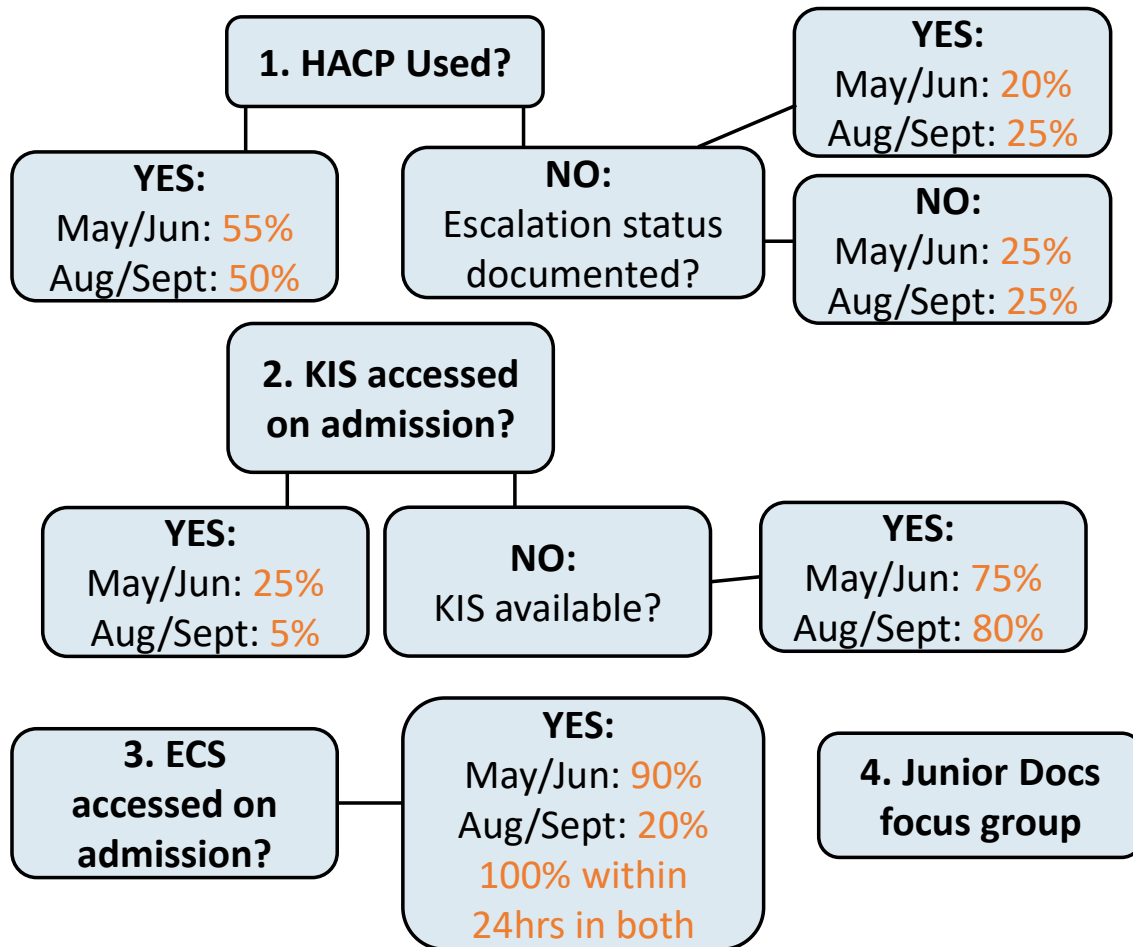 1. HACP Used?
YES:
May/Jun: 55%
Aug/Sept: 50%
NO:
Escalation status
documented?
YES:
May/Jun: 20%
Aug/Sept: 25%
NO:
May/Jun: 25%
Aug/Sept: 25%
2. KIS accessed
on admission?
YES:
May/Jun: 25%
Aug/Sept: 5%
NO:
KIS available?
YES:
May/Jun: 75%
Aug/Sept: 80%
3. ECS
accessed on
admission?
YES:
May/Jun: 90%
Aug/Sept: 20%
100% within
24hrs in both
4. Junior Docs
focus group